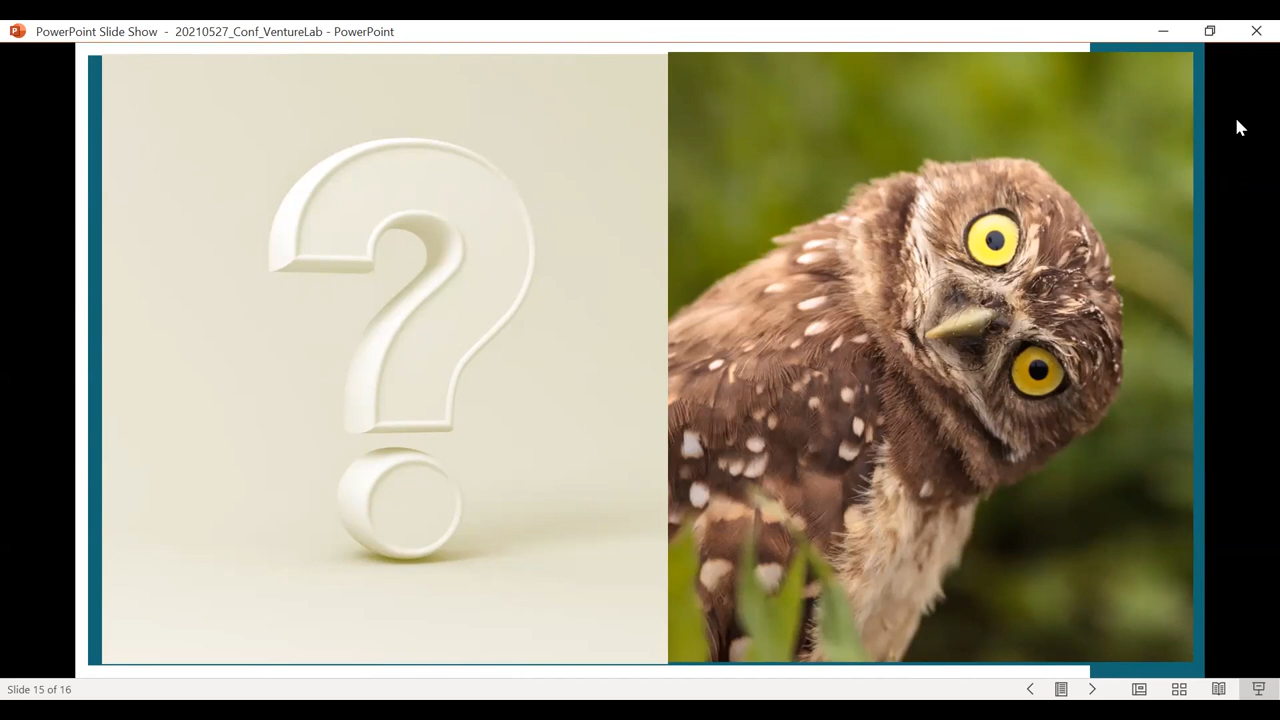 PowerPoint Slide Show - 20210527_Conf_VentureLab - PowerPoint
?
Slide 15 of 16